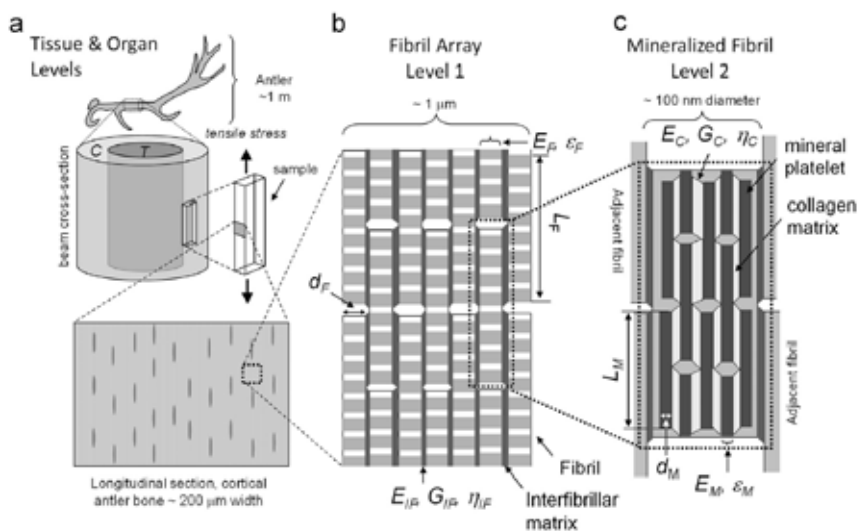 a
Tissue & Organ
Levels
Antler
~1 m
tensile stress
C
T
sample
beam cross-section
Longitudinal section, cortical
antler bone ~ 200 μm width
b
Fibril Array
Level 1
~ 1 μm
E_F, ε_F
L_F
d_F
Fibril
E_IF, G_IF, η_IF
Interfibrillar
matrix
c
Mineralized Fibril
Level 2
~ 100 nm diameter
E_C, G_C, η_C
mineral
platelet
collagen
matrix
Adjacent fibril
Adjacent fibril
L_M
d_M
E_M, ε_M